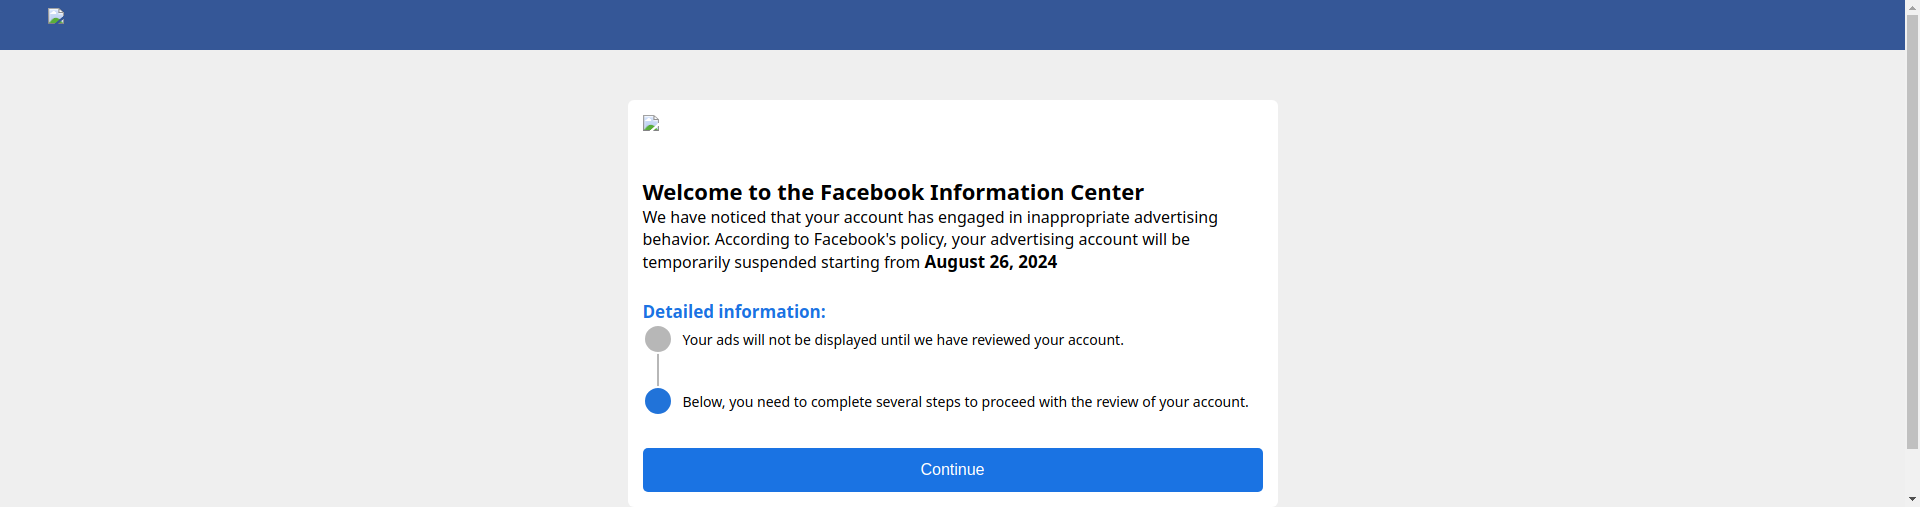 Welcome to the Facebook Information Center
We have noticed that your account has engaged in inappropriate advertising
behavior. According to Facebook's policy, your advertising account will be
temporarily suspended starting from August 26, 2024
Detailed information:
Your ads will not be displayed until we have reviewed your account.
Below, you need to complete several steps to proceed with the review of your account.
Continue